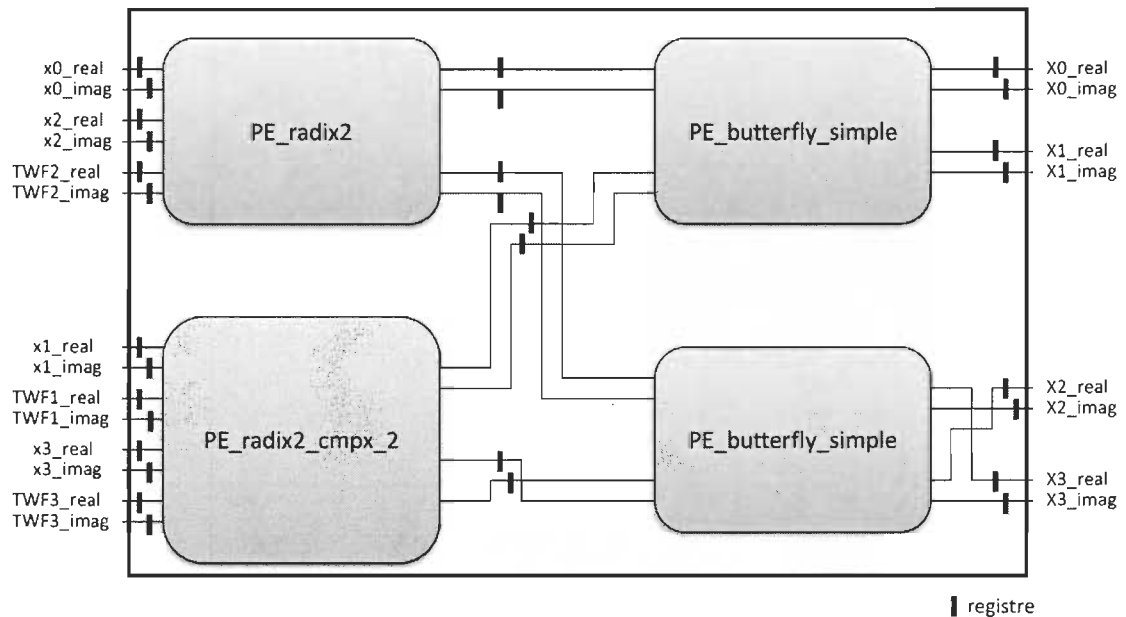 x0_real
x0_imag
x2_real
x2_imag
TWF2_real
TWF2_imag
PE_radix2
PE_butterfly_simple
X0_real
X0_imag
X1_real
X1_imag
x1_real
x1_imag
TWF1_real
TWF1_imag
x3_real
x3_imag
TWF3_real
TWF3_imag
PE_radix2_cmpx_2
PE_butterfly_simple
X2_real
X2_imag
X3_real
X3_imag
registre